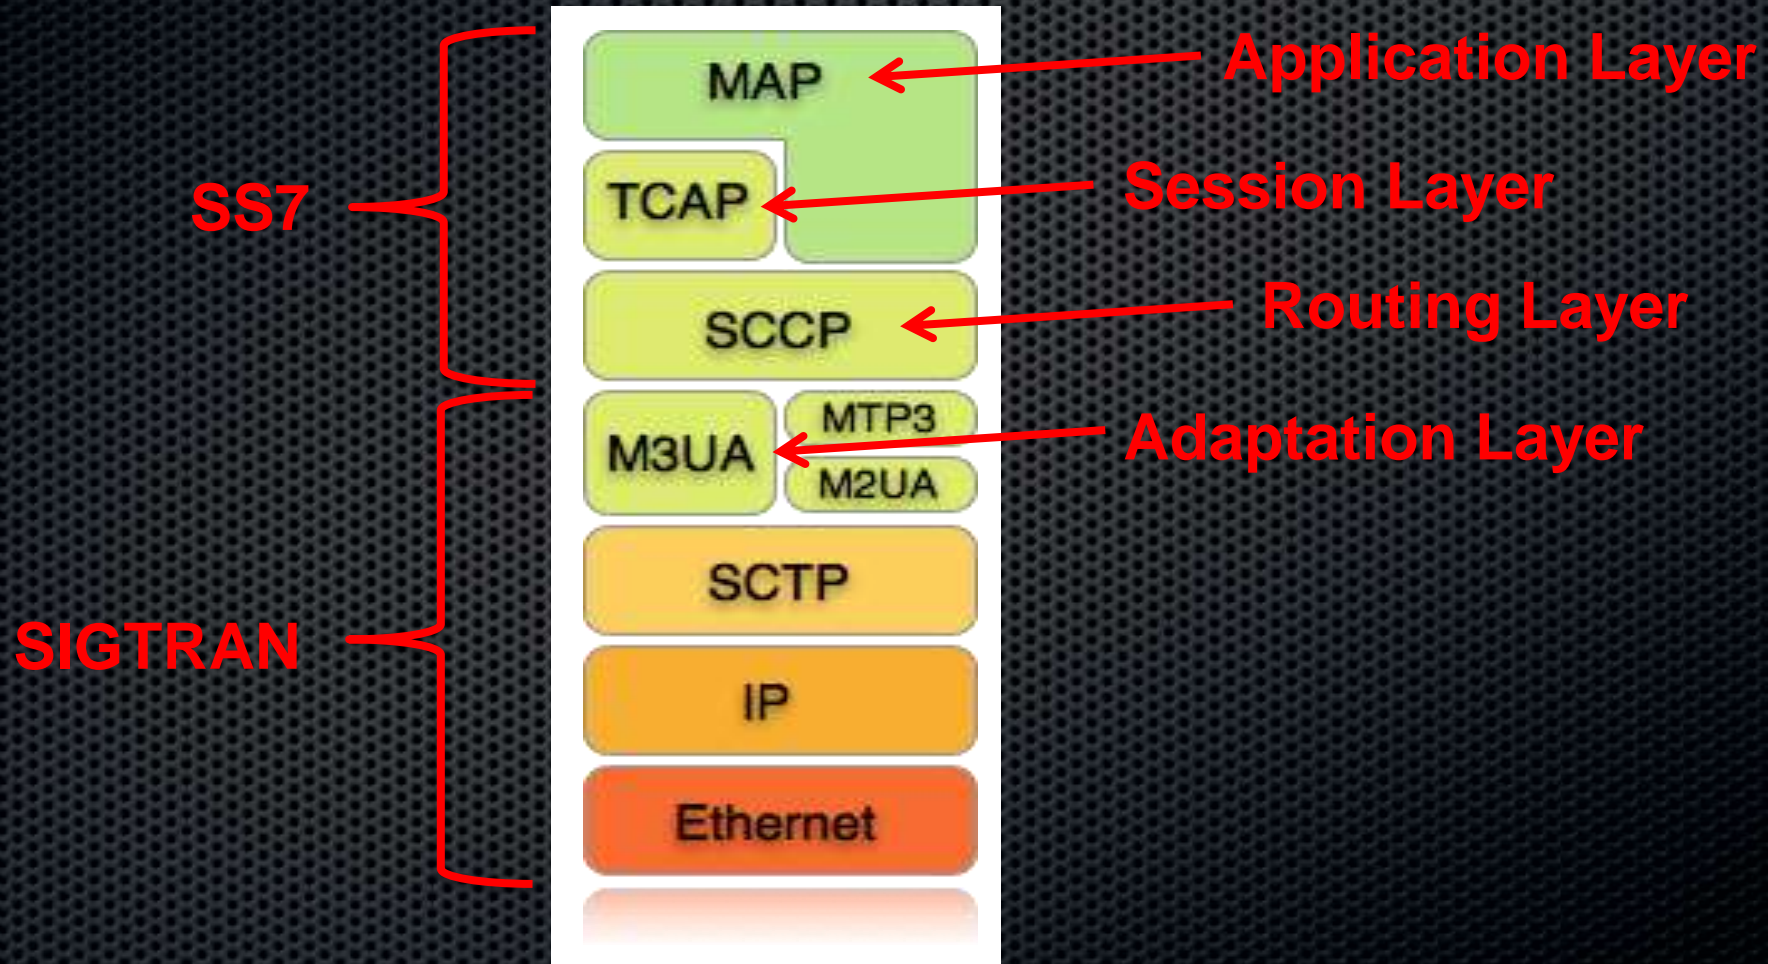 MAP
Application Layer
TCAP
Session Layer
SS7
SCCP
Routing Layer
M3UA
MTP3
M2UA
Adaptation Layer
SCTP
SIGTRAN
IP
Ethernet